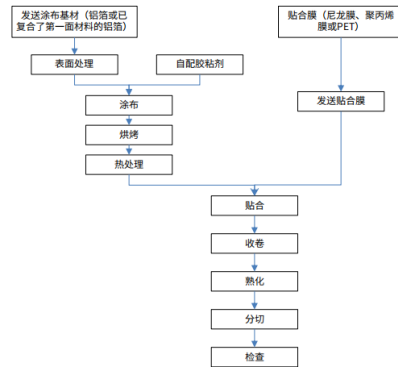 发送涂布基材（铝箔或已
复合了第一面材料的铝箔）
贴合膜（尼龙膜、聚丙烯
膜或PET）
表面处理
自配胶粘剂
发送贴合膜
涂布
烘烤
热处理
贴合
收卷
熟化
分切
检查